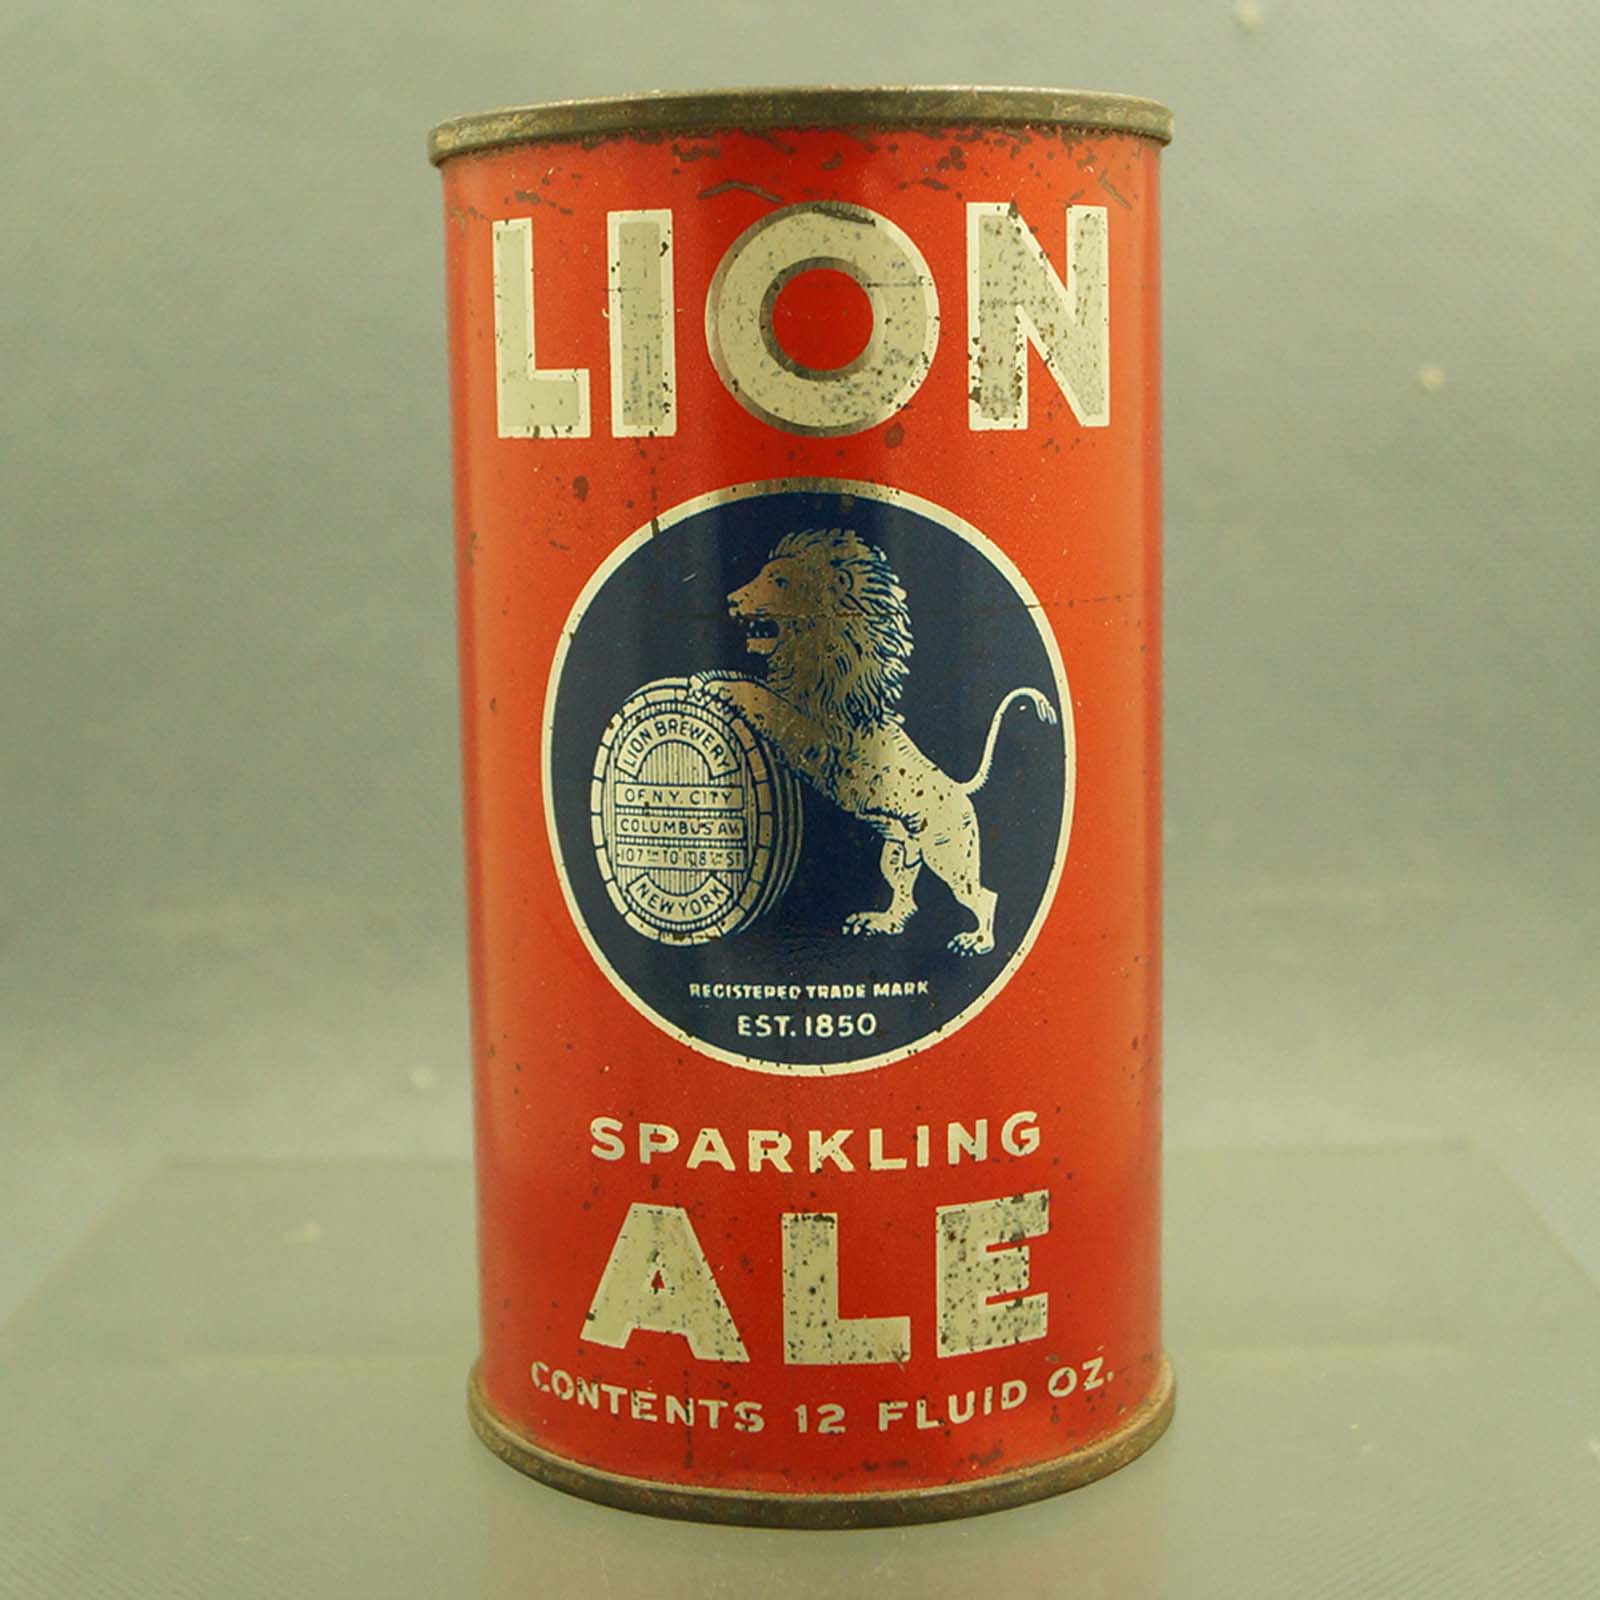 LION
LION BREWERY
OF N.Y. CITY
COLUMBUS AV.
107TH TO 108TH ST
NEW YORK
REGISTERED TRADE MARK
EST. 1850
SPARKLING
ALE
CONTENTS 12 FLUID OZ.